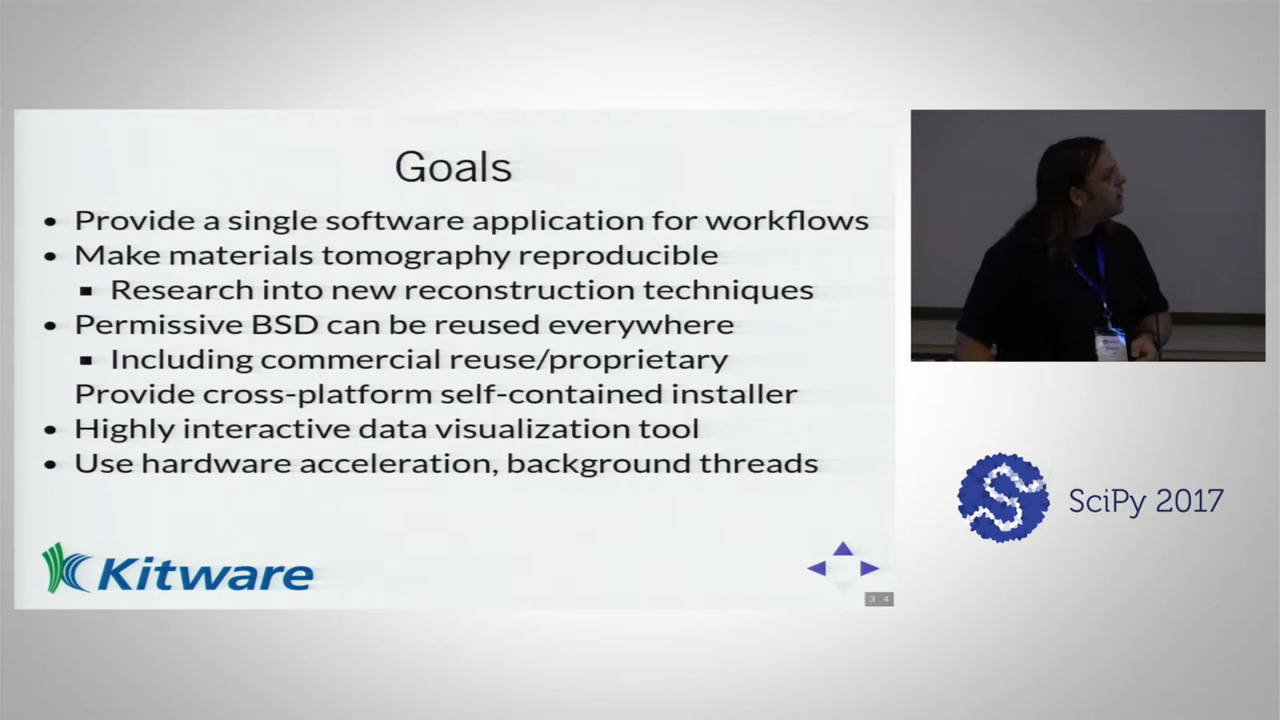 Goals
• Provide a single software application for workflows
• Make materials tomography reproducible
▪ Research into new reconstruction techniques
• Permissive BSD can be reused everywhere
▪ Including commercial reuse/proprietary
Provide cross-platform self-contained installer
• Highly interactive data visualization tool
• Use hardware acceleration, background threads
Kitware
3.4
SciPy 2017